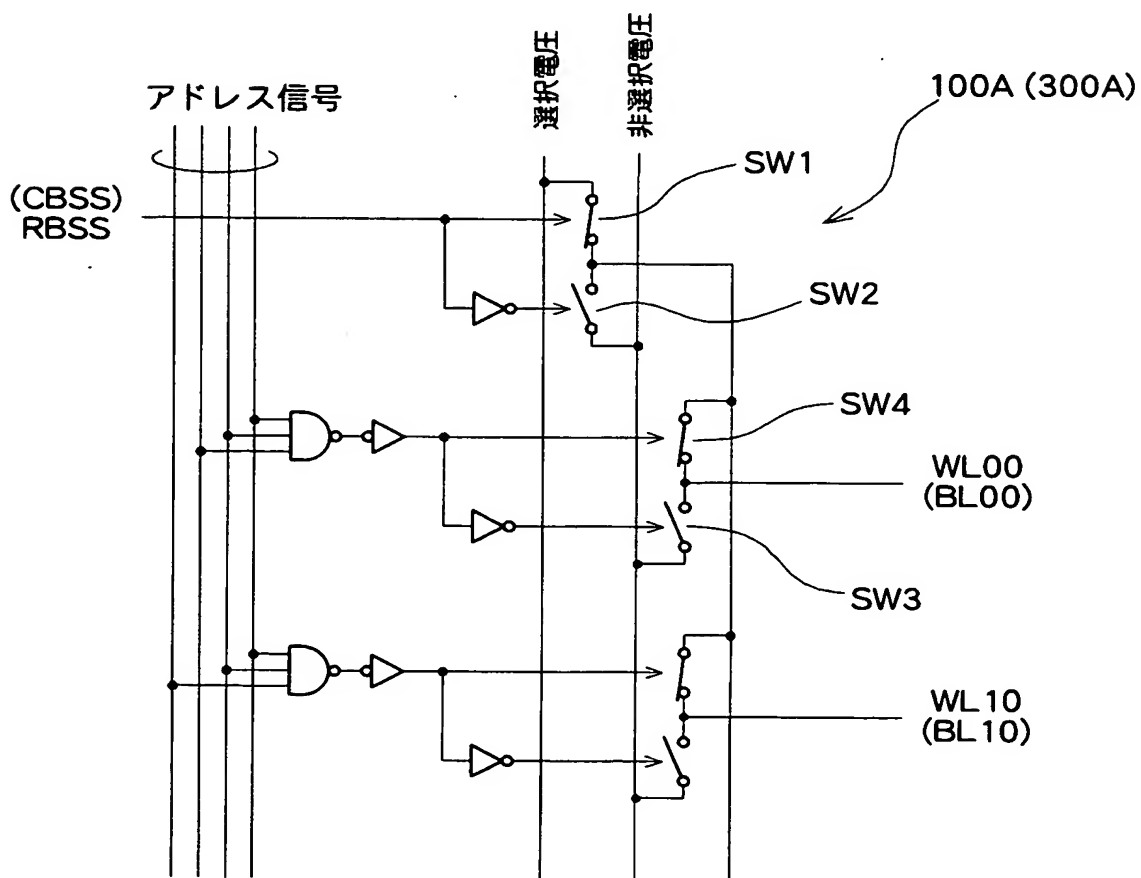 アドレス信号
選択電圧
非選択電圧
100A (300A)
SW1
(CBSS)
RBSS
SW2
SW4
WL00
(BL00)
SW3
WL10
(BL10)